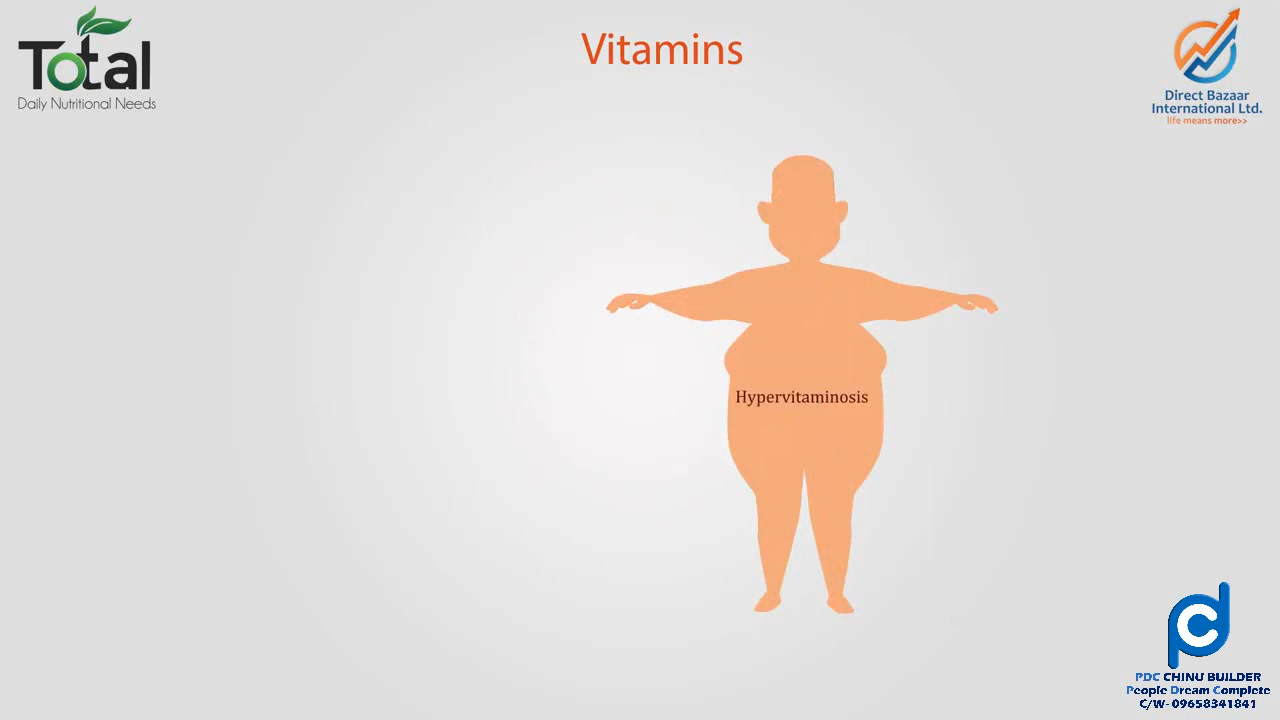 Total
Daily Nutritional Needs
Vitamins
Direct Bazaar
International Ltd.
life means more>>
Hypervitaminosis
PDC CHINU BUILDER
People Dream Complete
C/W- 09658341841